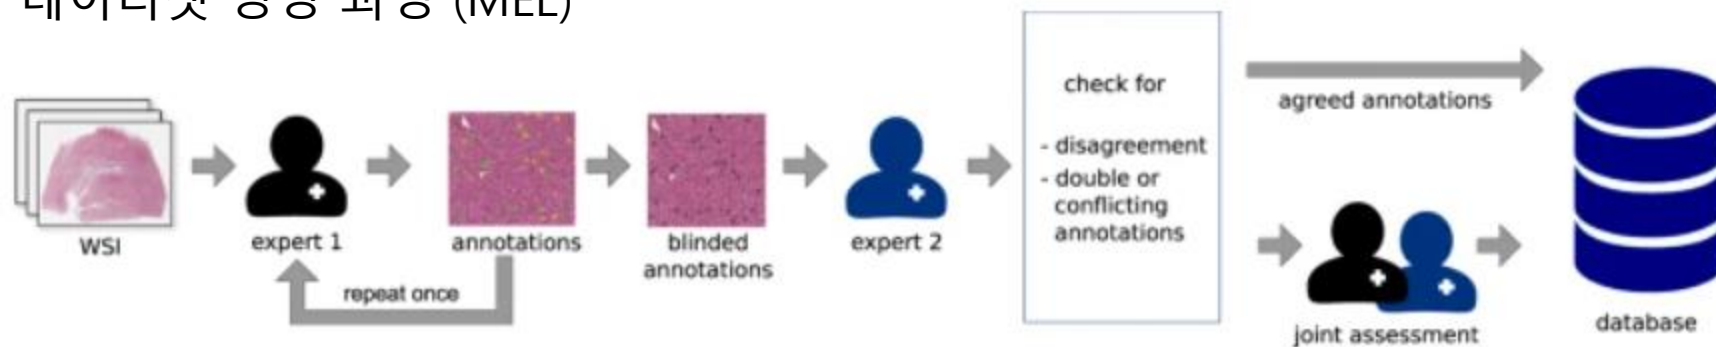 (MEL)
WSI
expert 1
annotations
repeat once
blinded
annotations
expert 2
check for
- disagreement
- double or
conflicting
annotations
agreed annotations
joint assessment
database